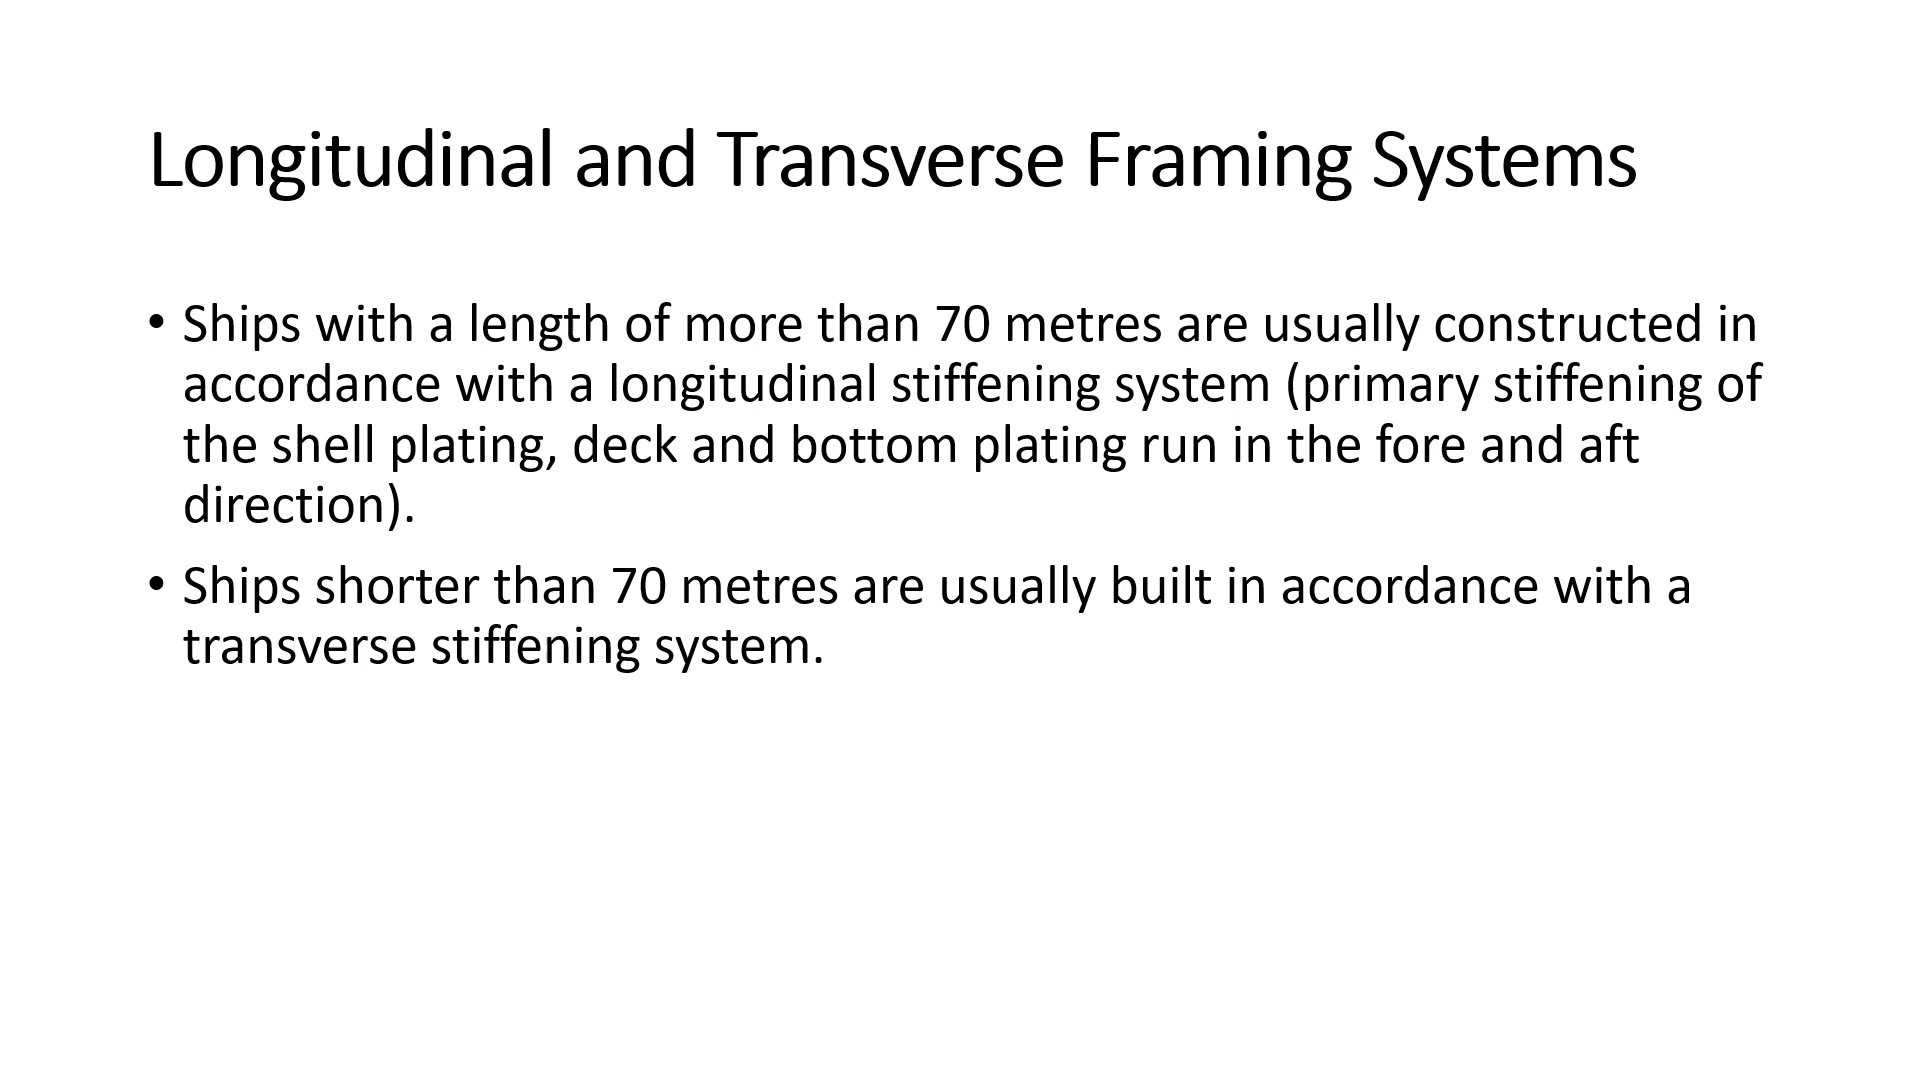 Longitudinal and Transverse Framing Systems
• Ships with a length of more than 70 metres are usually constructed in
accordance with a longitudinal stiffening system (primary stiffening of
the shell plating, deck and bottom plating run in the fore and aft
direction).
• Ships shorter than 70 metres are usually built in accordance with a
transverse stiffening system.